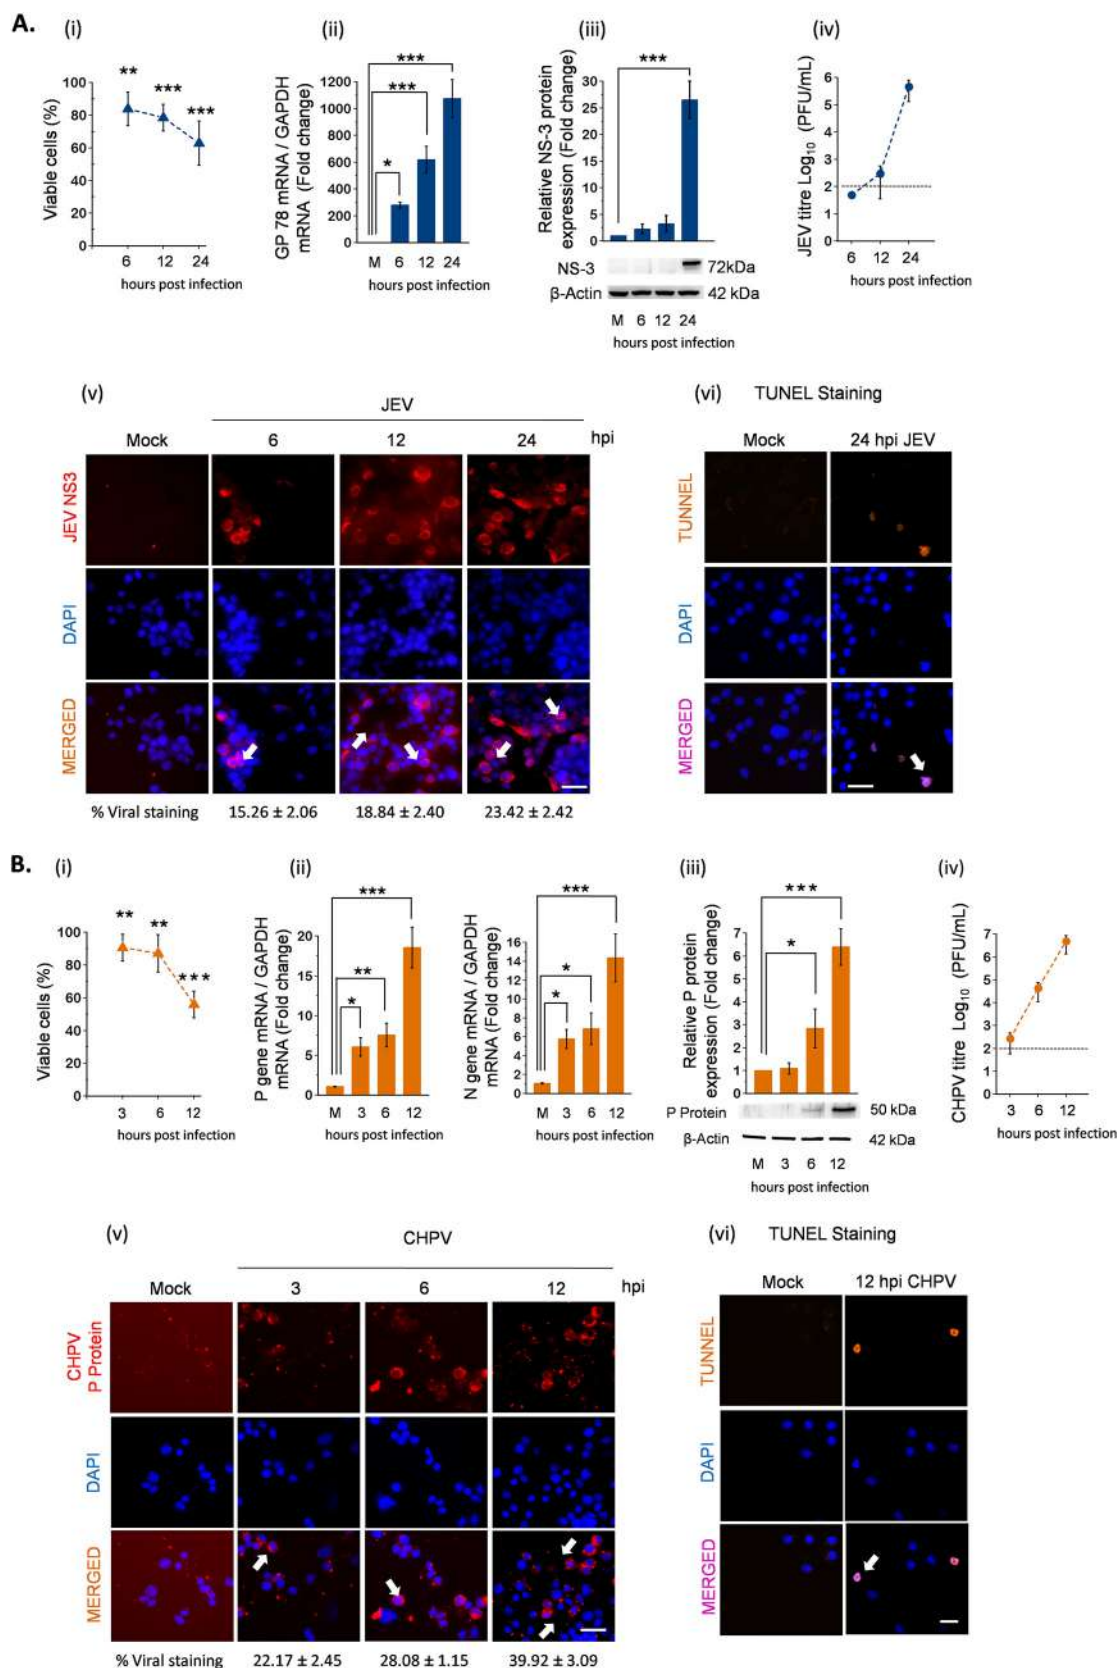 A.
(i)
** *** ***
Viable cells (%)
100
80
60
40
20
0
6 12 24
hours post infection
(ii)
***
***
*
GP 78 mRNA / GAPDH
mRNA (Fold change)
1200
1000
800
600
400
200
0
M 6 12 24
hours post infection
(iii)
***
Relative NS-3 protein
expression (Fold change)
30
25
20
15
10
5
0
NS-3 72kDa
β-Actin 42 kDa
M 6 12 24
hours post infection
(iv)
JEV titre Log10 (PFU/mL)
6
5
4
3
2
1
0
6 12 24
hours post infection
(v)
JEV
Mock 6 12 24 hpi
JEV NS3
DAPI
MERGED
% Viral staining 15.26 ± 2.06 18.84 ± 2.40 23.42 ± 2.42
(vi) TUNEL Staining
Mock 24 hpi JEV
TUNNEL
DAPI
MERGED
B.
(i)
** ** ***
Viable cells (%)
100
80
60
40
20
0
3 6 12
hours post infection
(ii)
***
**
*
P gene mRNA / GAPDH
mRNA (Fold change)
20
15
10
5
0
M 3 6 12
hours post infection
***
*
*
N gene mRNA / GAPDH
mRNA (Fold change)
16
14
12
10
8
6
4
2
0
M 3 6 12
hours post infection
(iii)
***
*
Relative P protein
expression (Fold change)
7
6
5
4
3
2
1
0
P Protein 50 kDa
β-Actin 42 kDa
M 3 6 12
hours post infection
(iv)
CHPV titre Log10 (PFU/mL)
7
6
5
4
3
2
1
0
3 6 12
hours post infection
(v)
CHPV
Mock 3 6 12 hpi
CHPV
P Protein
DAPI
MERGED
% Viral staining 22.17 ± 2.45 28.08 ± 1.15 39.92 ± 3.09
(vi) TUNEL Staining
Mock 12 hpi CHPV
TUNNEL
DAPI
MERGED